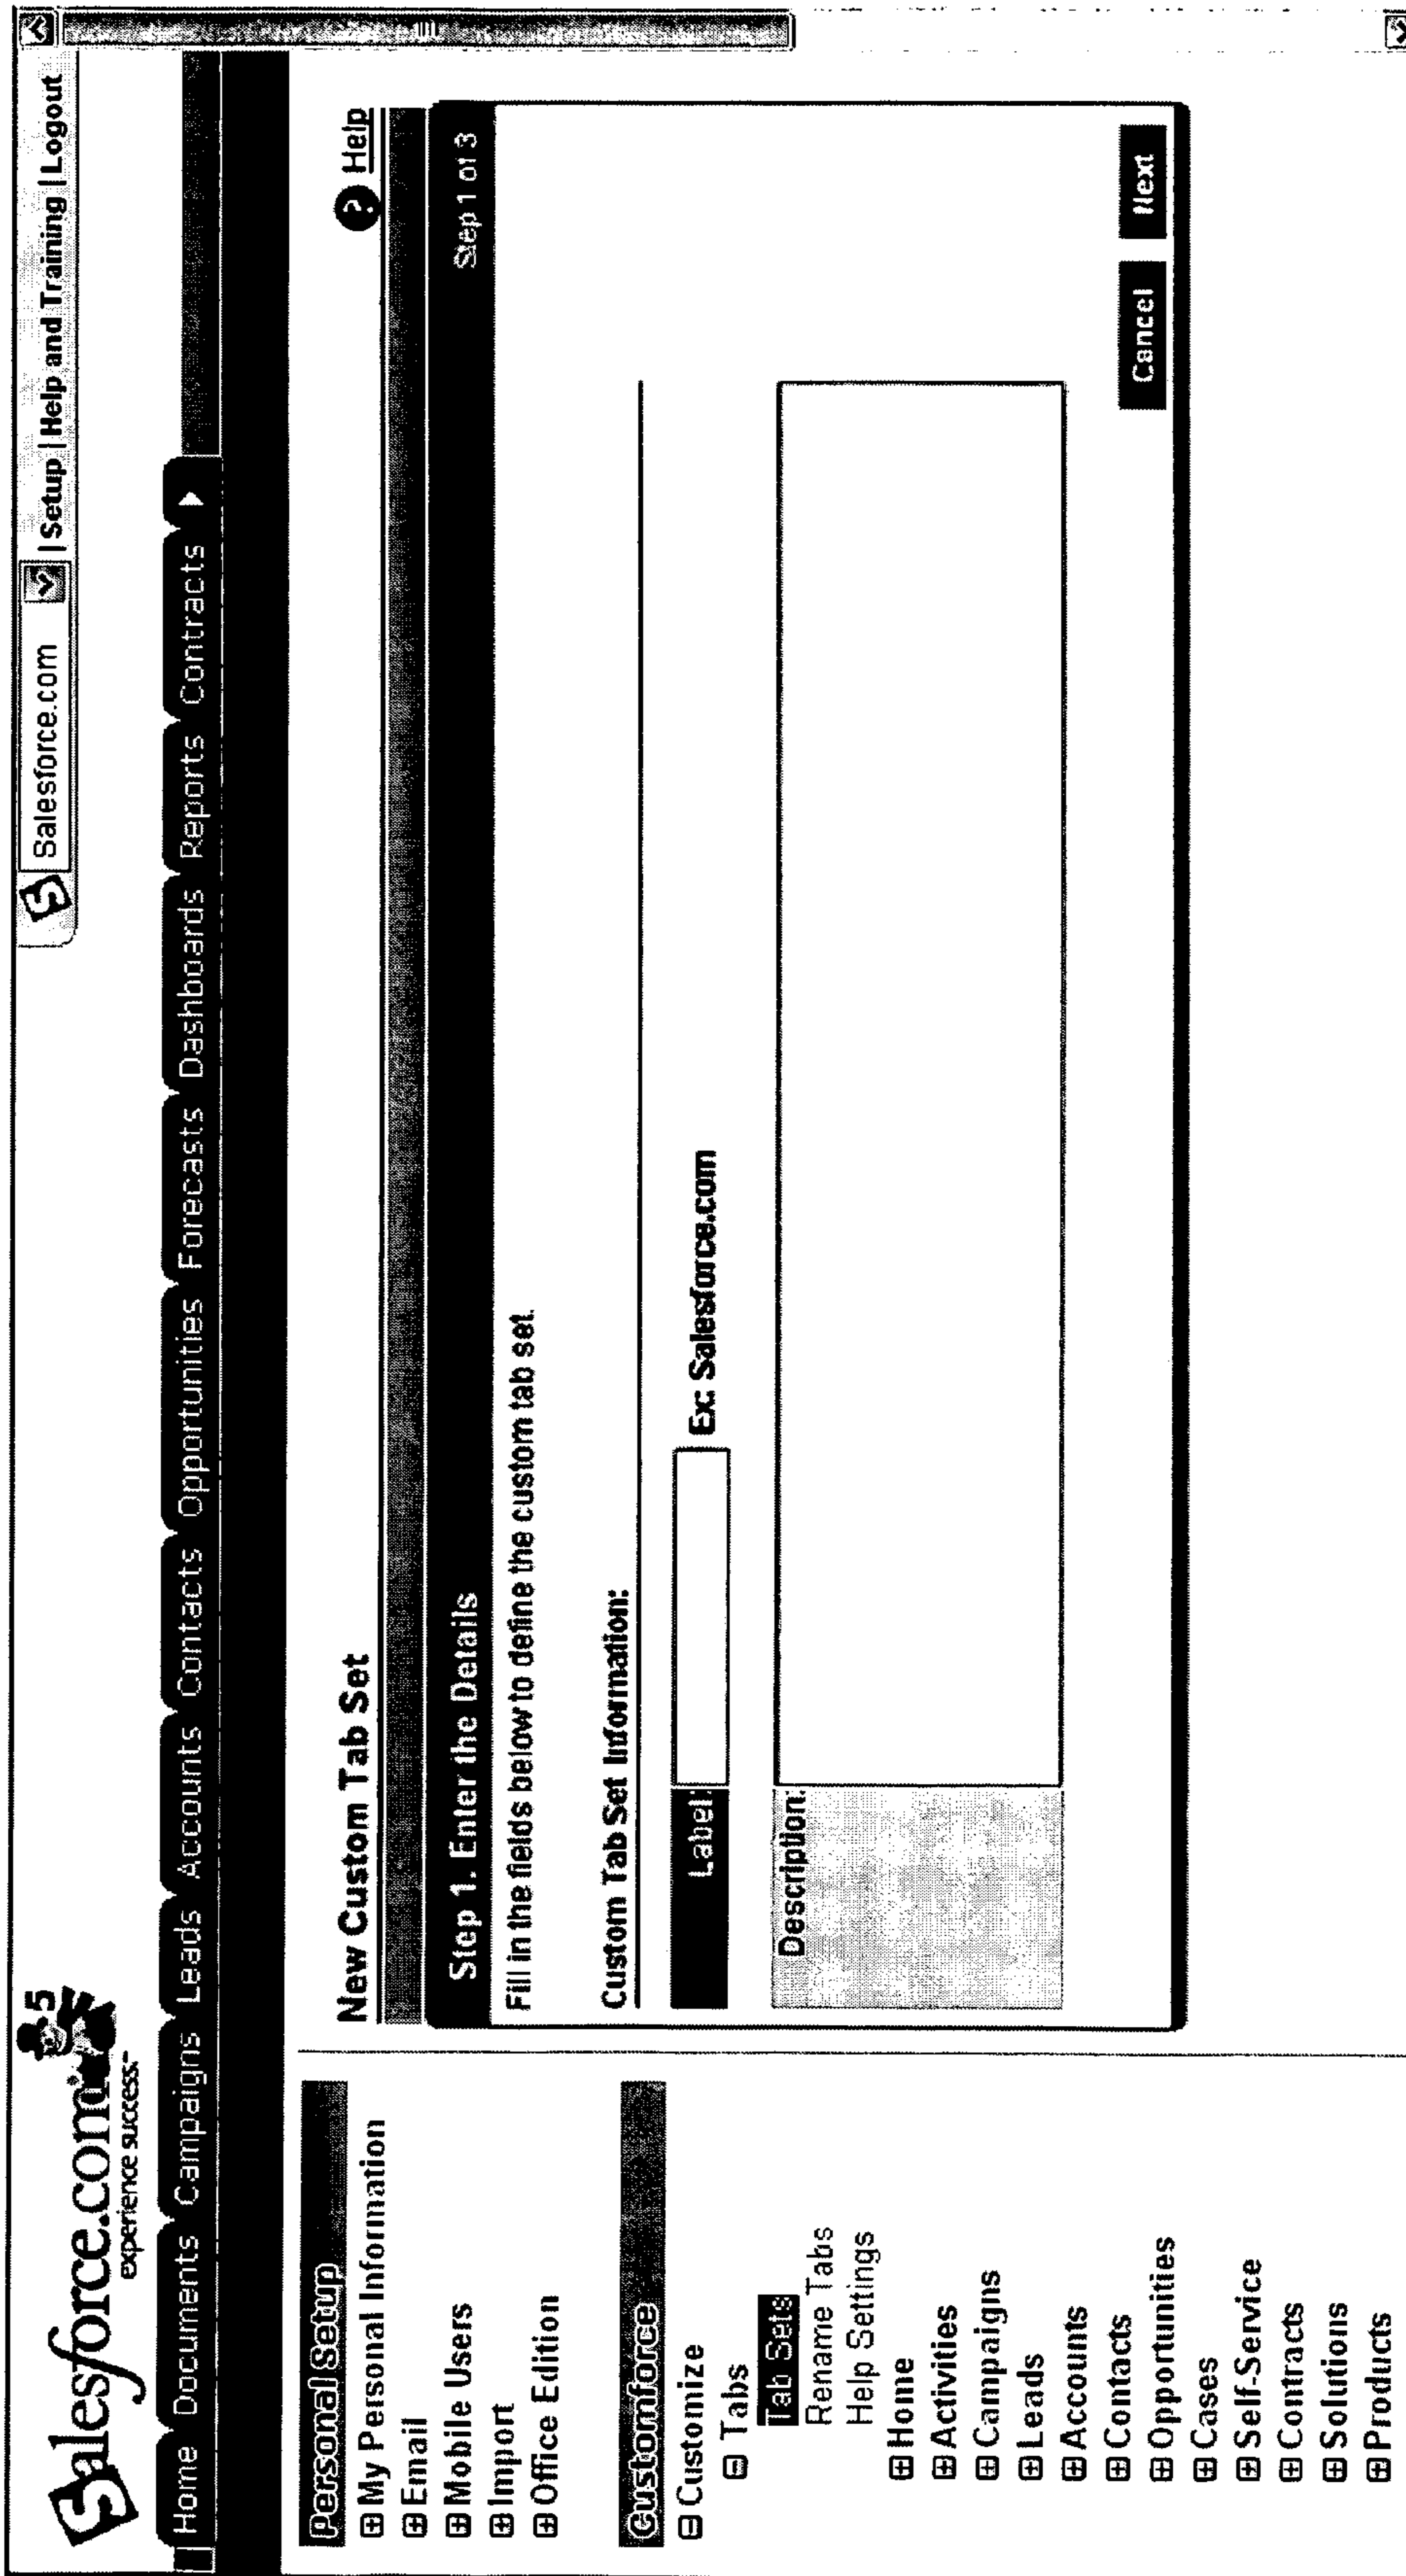 salesforce.com
5
experience success.™
Salesforce.com | Setup | Help and Training | Logout
Home Documents Campaigns Leads Accounts Contacts Opportunities Forecasts Dashboards Reports Contracts
Personal Setup
My Personal Information
Email
Mobile Users
Import
Office Edition
Customforce
Customize
Tabs
Tab Sets
Rename Tabs
Help Settings
Home
Activities
Campaigns
Leads
Accounts
Contacts
Opportunities
Cases
Self-Service
Contracts
Solutions
Products
New Custom Tab Set
? Help
Step 1. Enter the Details
Step 1 of 3
Fill in the fields below to define the custom tab set.
Custom Tab Set Information:
Label: Ex: Salesforce.com
Description:
Cancel Next